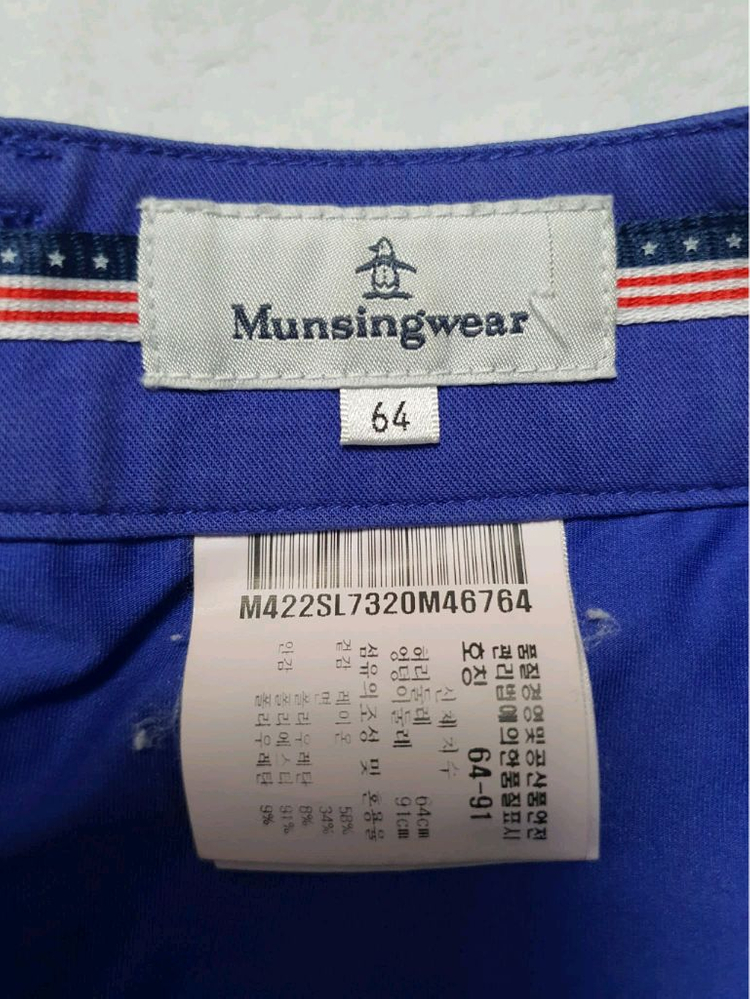 Munsingwear
64
M422SL7320M46764
품질경영및공산품안전
관리법에의한품질표시
호칭 64-91
신체치수
허리둘레 64cm
엉덩이둘레 91cm
섬유의조성 및 혼용율
겉감 레이온 58%
면 34%
폴리우레탄 8%
안감 폴리에스터 91%
폴리우레탄 9%